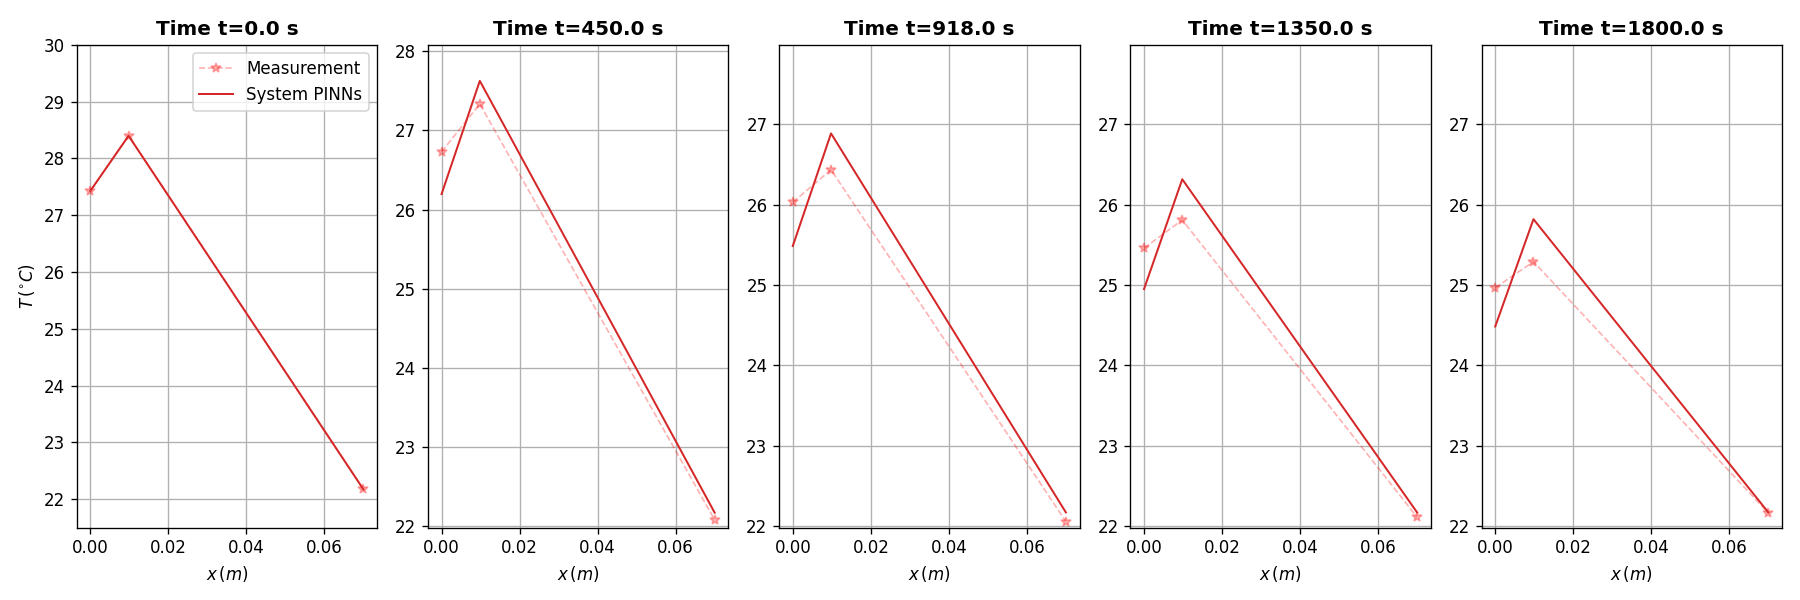 Time t=0.0 s
30
29
28
27
26
25
24
23
22
T (°C)
0.00 0.02 0.04 0.06
x (m)
Measurement
System PINNs
Time t=450.0 s
28
27
26
25
24
23
22
0.00 0.02 0.04 0.06
x (m)
Time t=918.0 s
27
26
25
24
23
22
0.00 0.02 0.04 0.06
x (m)
Time t=1350.0 s
27
26
25
24
23
22
0.00 0.02 0.04 0.06
x (m)
Time t=1800.0 s
27
26
25
24
23
22
0.00 0.02 0.04 0.06
x (m)